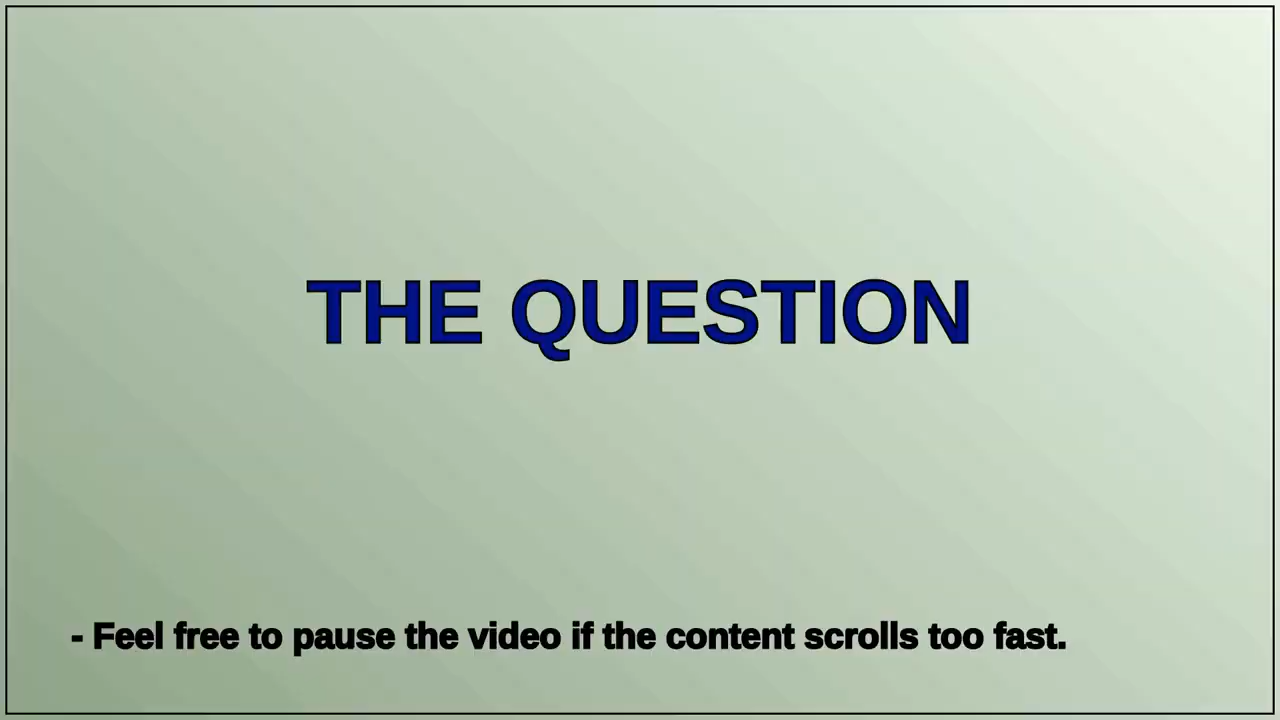 THE QUESTION
- Feel free to pause the video if the content scrolls too fast.